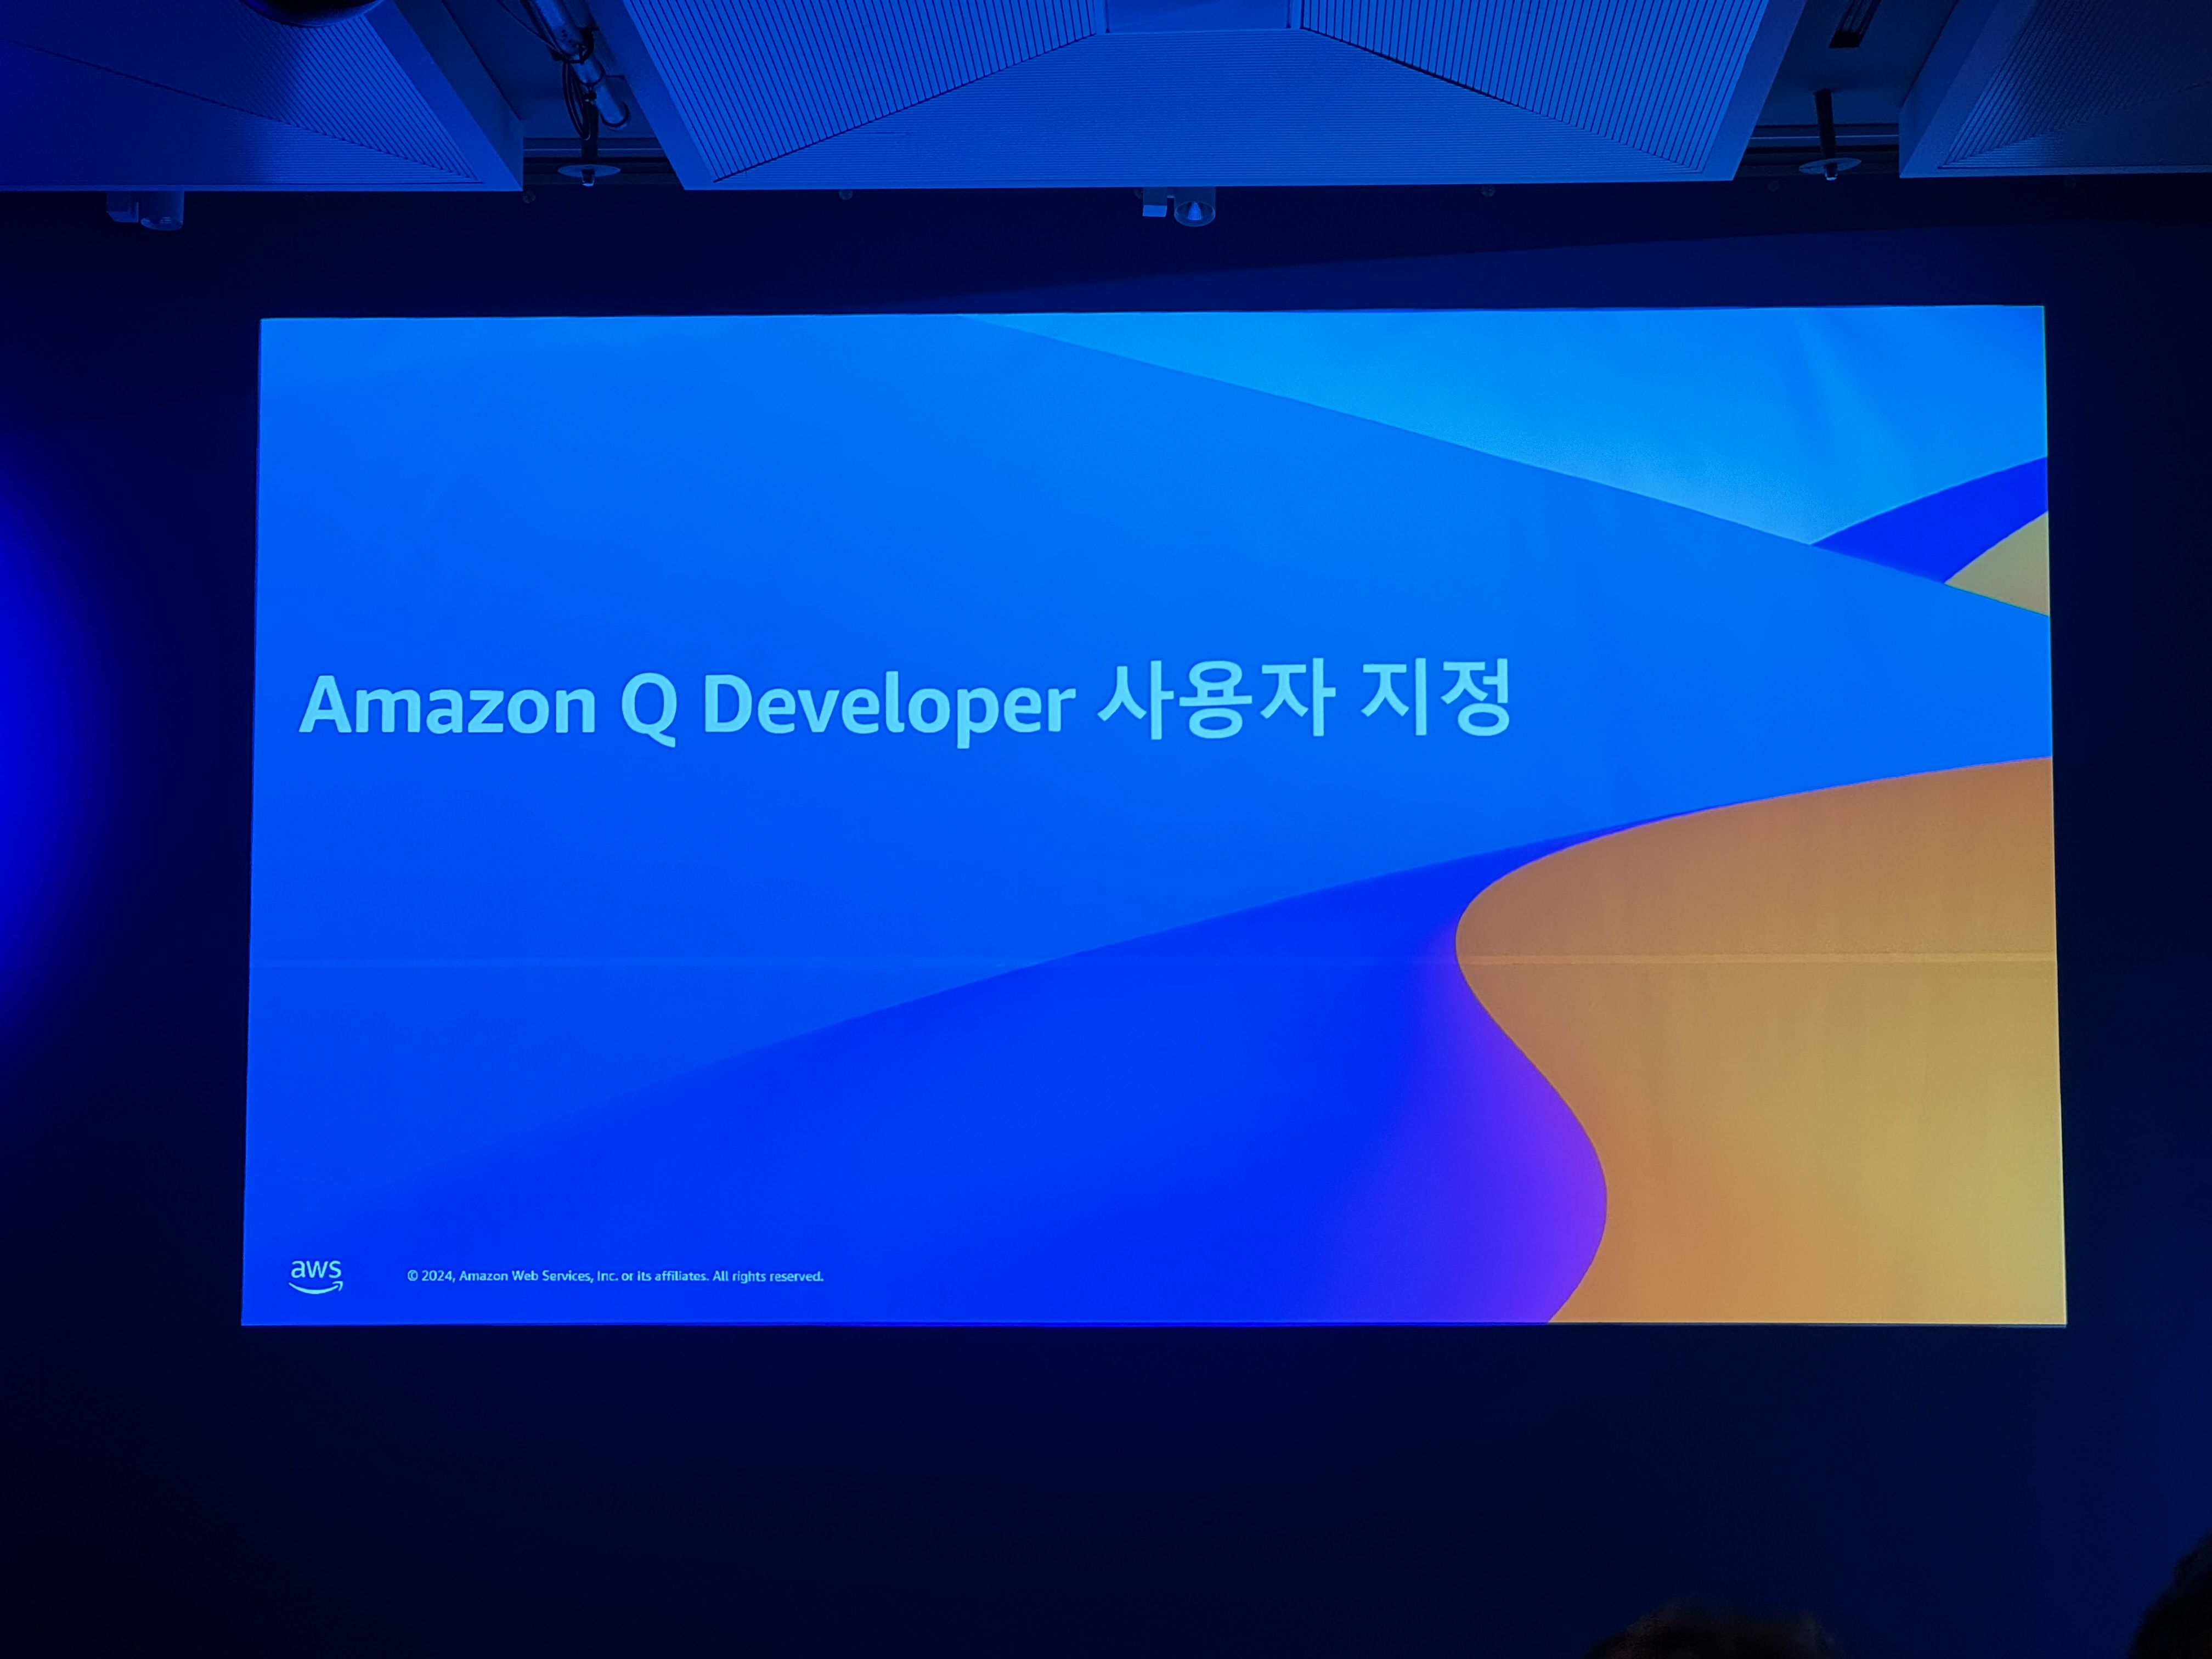 Amazon Q Developer 사용자 지정
aws
© 2024, Amazon Web Services, Inc. or its affiliates. All rights reserved.